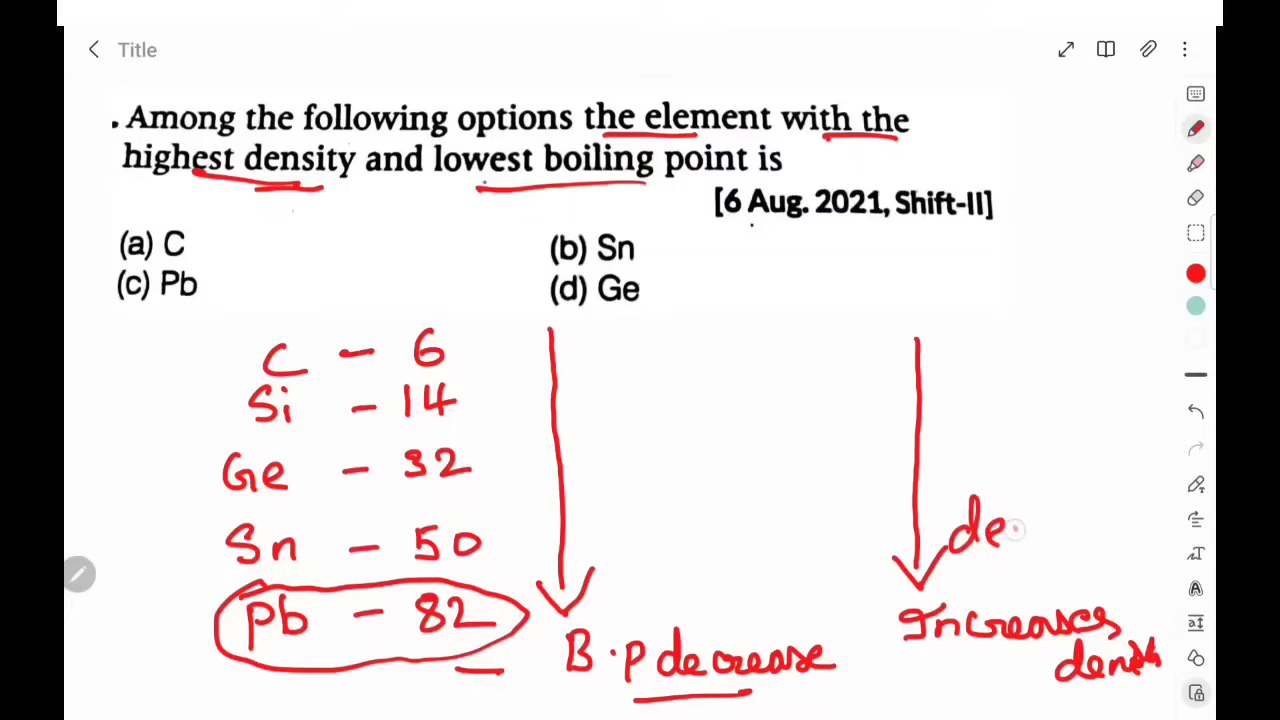 Title
. Among the following options the element with the
highest density and lowest boiling point is
[6 Aug. 2021, Shift-II]
(a) C
(b) Sn
(c) Pb
(d) Ge
C - 6
Si - 14
Ge - 32
Sn - 50
Pb - 82
B.P decrease
de
Increases
density